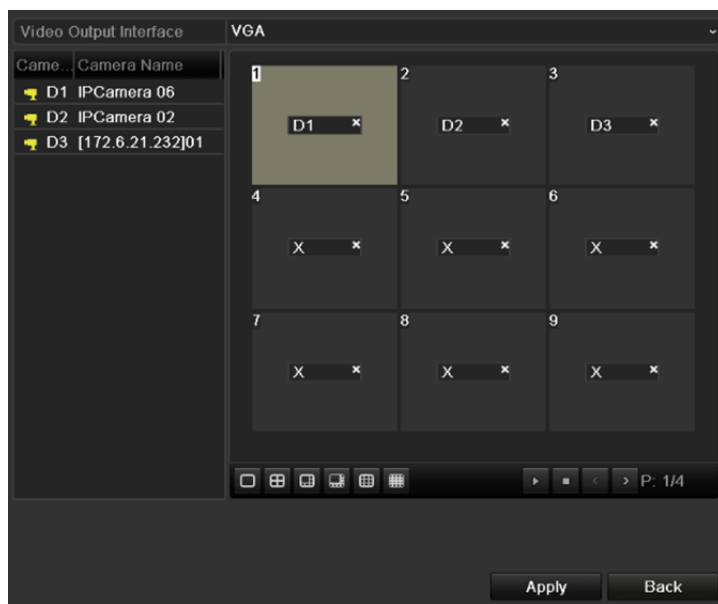 Video Output Interface VGA
Came... Camera Name
D1 IPCamera 06
D2 IPCamera 02
D3 [172.6.21.232]01
1 2 3
D1 × D2 × D3 ×
4 5 6
X × X × X ×
7 8 9
X × X × X ×
P: 1/4
Apply Back